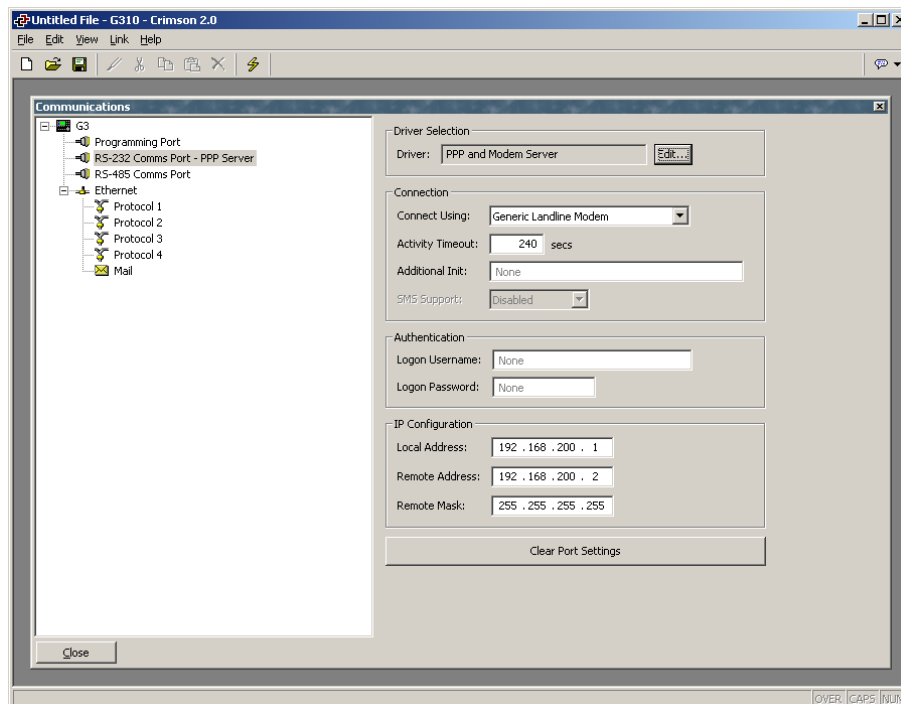 Untitled File - G310 - Crimson 2.0
File Edit View Link Help
Communications
G3
Programming Port
RS-232 Comms Port - PPP Server
RS-485 Comms Port
Ethernet
Protocol 1
Protocol 2
Protocol 3
Protocol 4
Mail
Driver Selection
Driver: PPP and Modem Server Edit...
Connection
Connect Using: Generic Landline Modem
Activity Timeout: 240 secs
Additional Init: None
SMS Support: Disabled
Authentication
Logon Username: None
Logon Password: None
IP Configuration
Local Address: 192 . 168 . 200 . 1
Remote Address: 192 . 168 . 200 . 2
Remote Mask: 255 . 255 . 255 . 255
Clear Port Settings
Close
OVER CAPS NUM